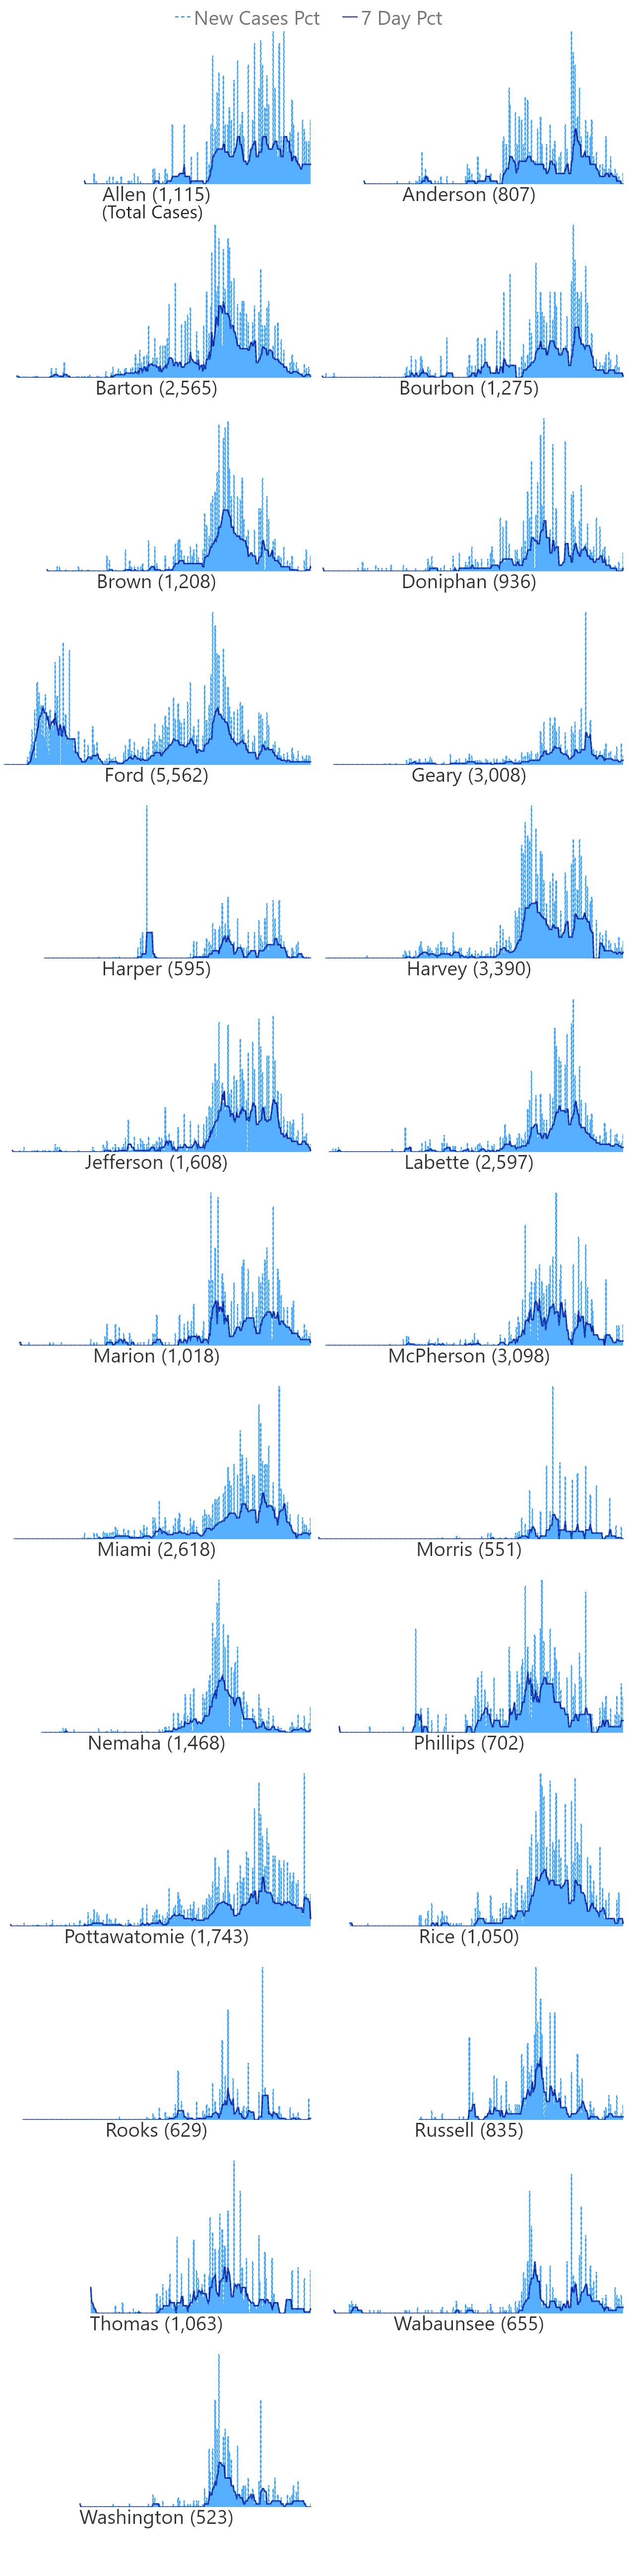 New Cases Pct 7 Day Pct
Allen (1,115) Anderson (807)
(Total Cases)
Barton (2,565) Bourbon (1,275)
Brown (1,208) Doniphan (936)
Ford (5,562) Geary (3,008)
Harper (595) Harvey (3,390)
Jefferson (1,608) Labette (2,597)
Marion (1,018) McPherson (3,098)
Miami (2,618) Morris (551)
Nemaha (1,468) Phillips (702)
Pottawatomie (1,743) Rice (1,050)
Rooks (629) Russell (835)
Thomas (1,063) Wabaunsee (655)
Washington (523)